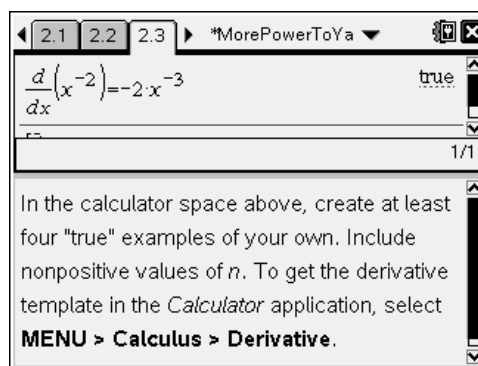 2.1 2.2 2.3 *MorePowerToYa
d/dx(x⁻²)=-2·x⁻³ true
1/1
In the calculator space above, create at least
four "true" examples of your own. Include
nonpositive values of n. To get the derivative
template in the Calculator application, select
MENU > Calculus > Derivative.